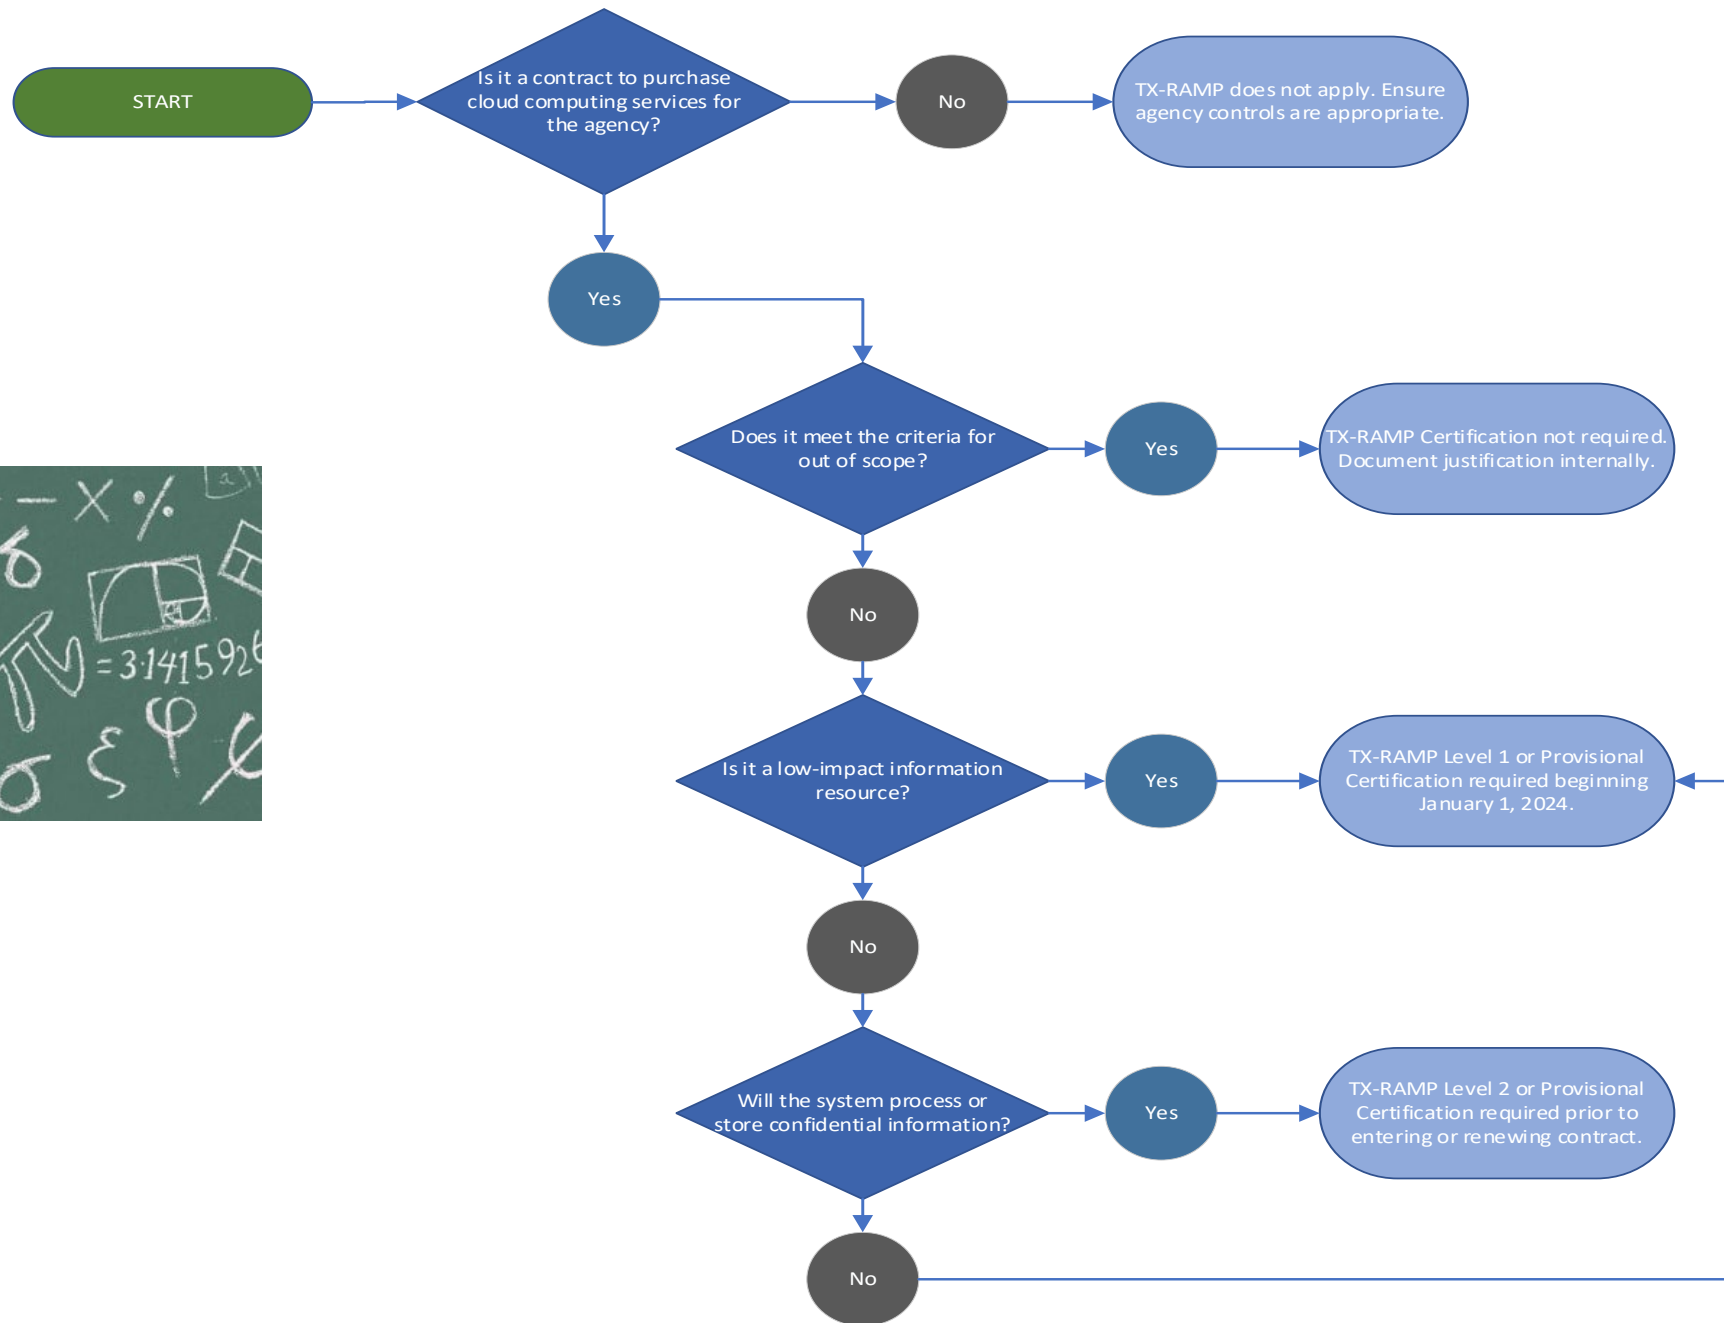 START
Is it a contract to purchase
cloud computing services for
the agency?
No
TX-RAMP does not apply. Ensure
agency controls are appropriate.
Yes
Does it meet the criteria for
out of scope?
Yes
TX-RAMP Certification not required.
Document justification internally.
No
− × %
a
π =3·1415926
σ ξ φ
Is it a low-impact information
resource?
Yes
TX-RAMP Level 1 or Provisional
Certification required beginning
January 1, 2024.
No
Will the system process or
store confidential information?
Yes
TX-RAMP Level 2 or Provisional
Certification required prior to
entering or renewing contract.
No